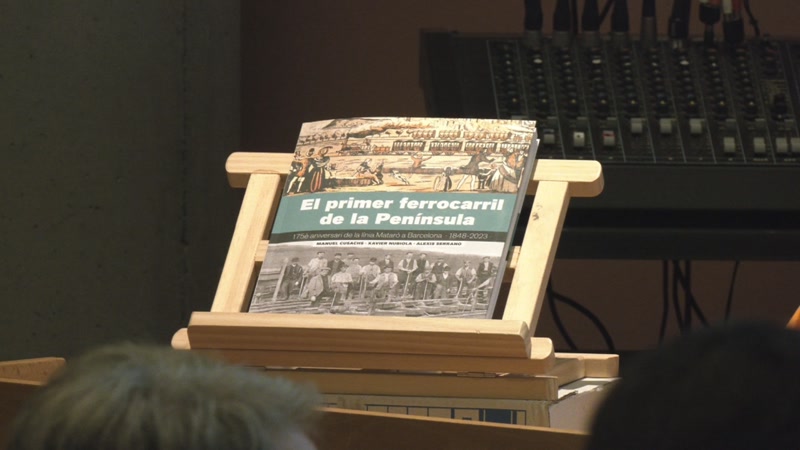 El primer ferrocarril
de la Península
175è aniversari de la línia Mataró a Barcelona · 1848-2023
MANUEL CUSACHS · XAVIER NUBIOLA · ALEXIS SERRANO